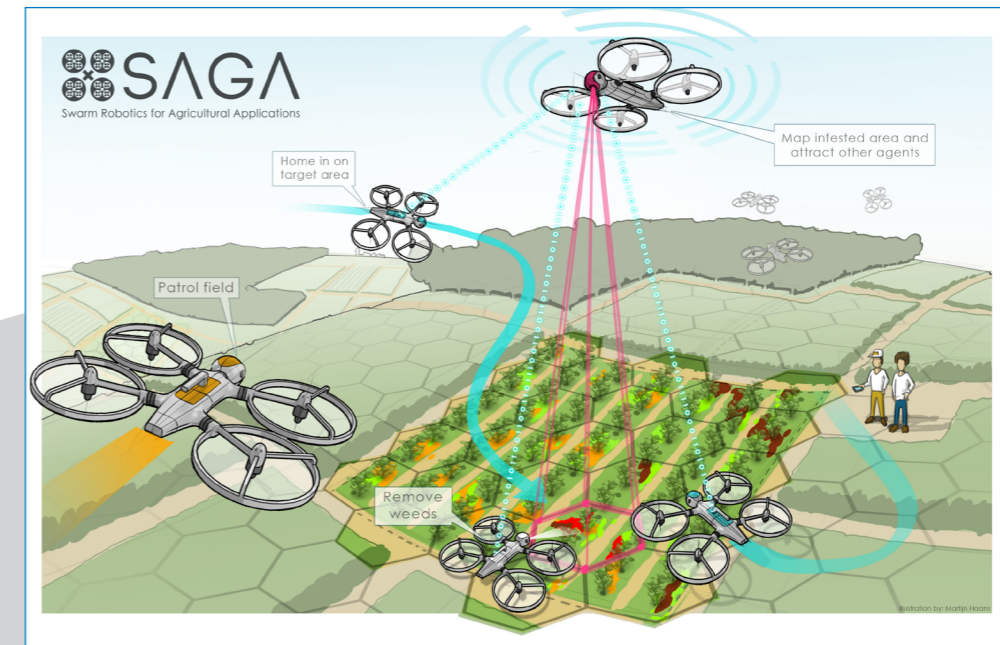 SAGA
Swarm Robotics for Agricultural Applications
Map infested area and
attract other agents
Home in on
target area
Patrol field
Remove
weeds
Illustration by: Martijn Haans